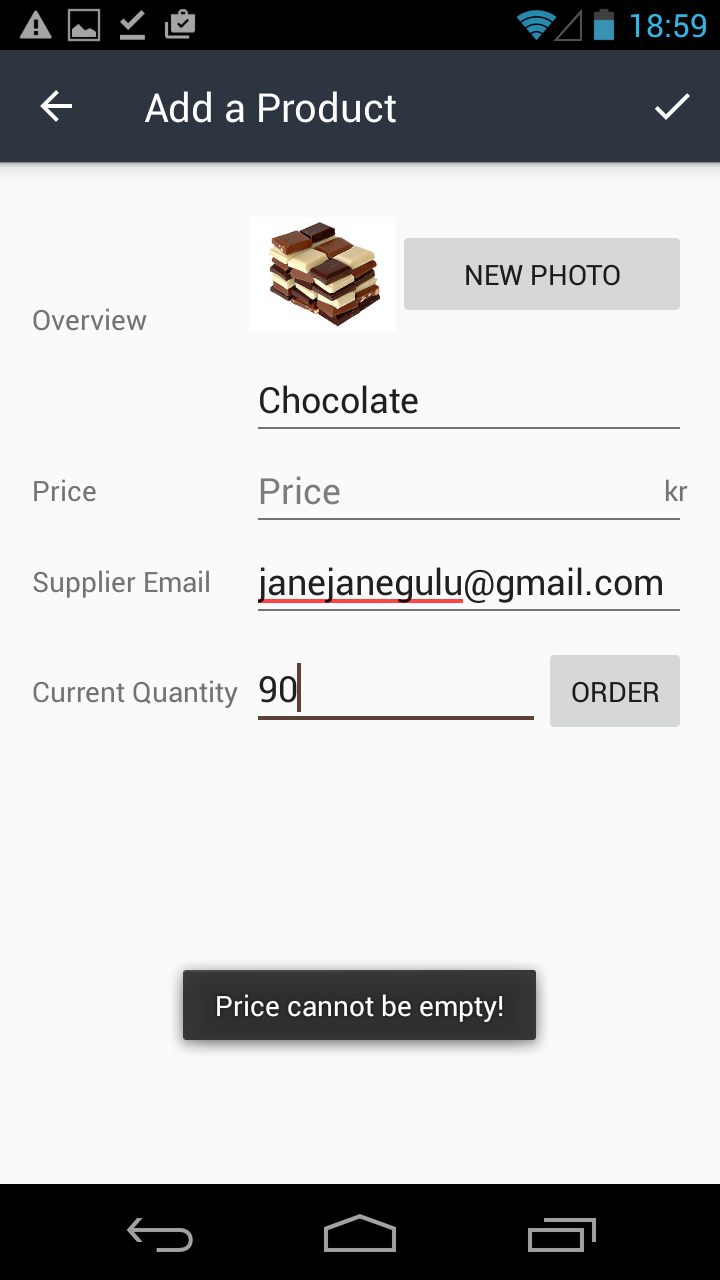 18:59
Add a Product
NEW PHOTO
Overview
Chocolate
Price Price kr
Supplier Email janejanegulu@gmail.com
Current Quantity 90 ORDER
Price cannot be empty!